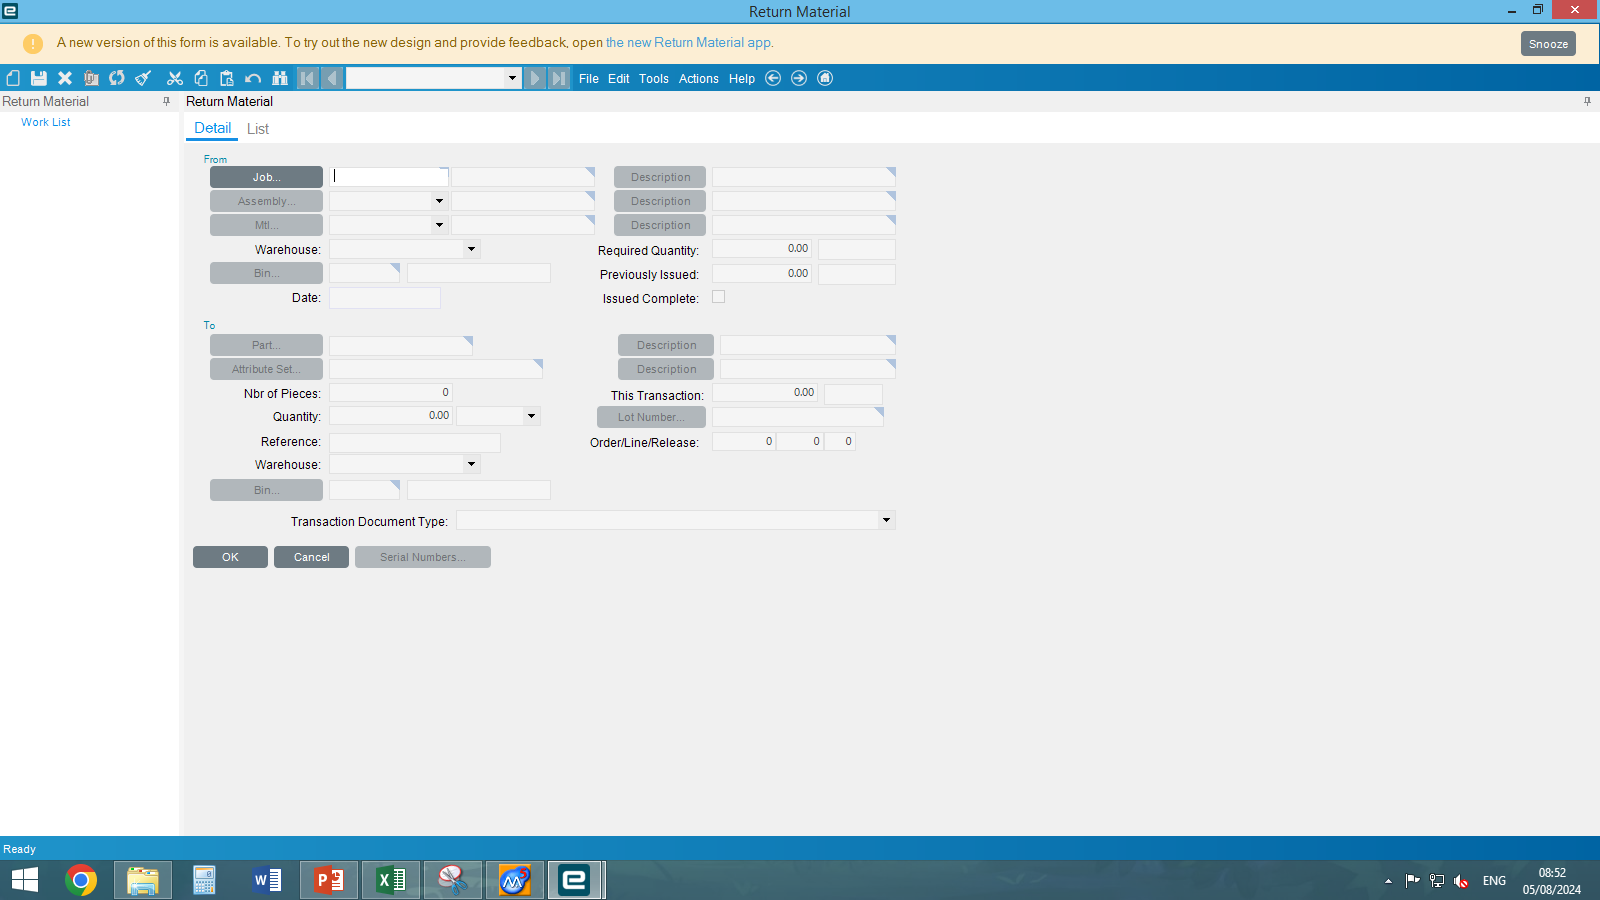 Return Material
A new version of this form is available. To try out the new design and provide feedback, open the new Return Material app.
Snooze
File Edit Tools Actions Help
Return Material
Return Material
Work List
Detail List
From
Job... Description
Assembly... Description
Mtl... Description
Warehouse: Required Quantity: 0.00
Bin... Previously Issued: 0.00
Date: Issued Complete:
To
Part... Description
Attribute Set... Description
Nbr of Pieces: 0 This Transaction: 0.00
Quantity: 0.00 Lot Number...
Reference: Order/Line/Release: 0 0 0
Warehouse:
Bin...
Transaction Document Type:
OK Cancel Serial Numbers...
Ready
ENG
08:52
05/08/2024